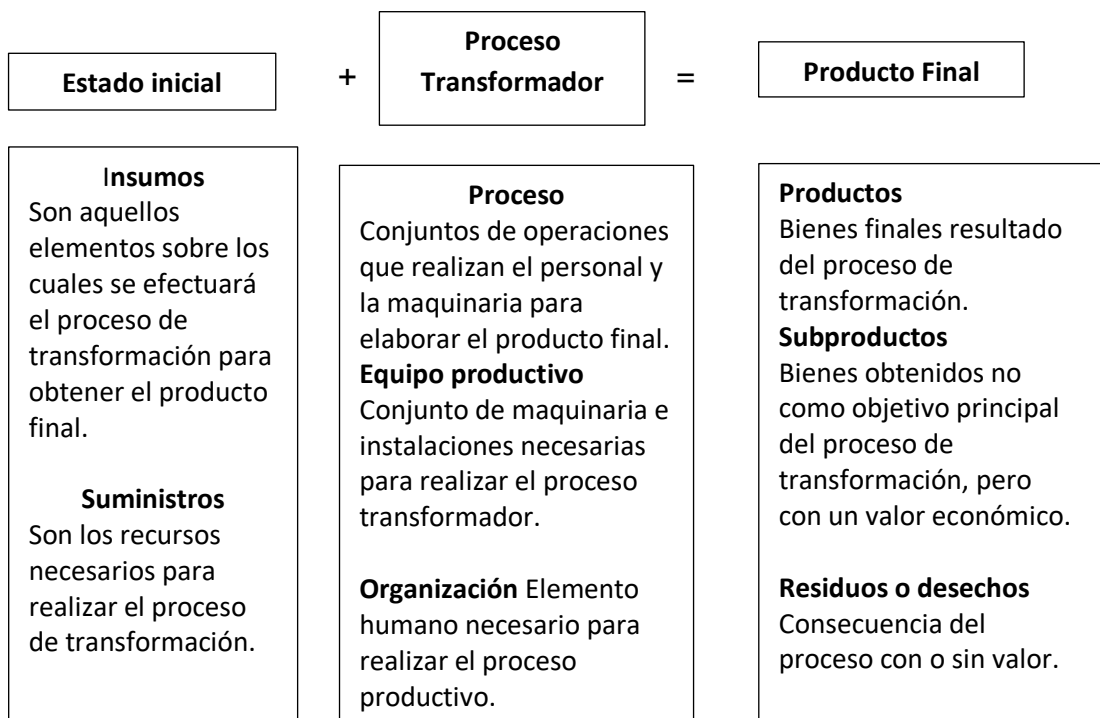 Estado inicial
+
Proceso
Transformador
=
Producto Final
Insumos
Son aquellos
elementos sobre los
cuales se efectuará
el proceso de
transformación para
obtener el producto
final.
Suministros
Son los recursos
necesarios para
realizar el proceso
de transformación.
Proceso
Conjuntos de operaciones
que realizan el personal y
la maquinaria para
elaborar el producto final.
Equipo productivo
Conjunto de maquinaria e
instalaciones necesarias
para realizar el proceso
transformador.
Organización Elemento
humano necesario para
realizar el proceso
productivo.
Productos
Bienes finales resultado
del proceso de
transformación.
Subproductos
Bienes obtenidos no
como objetivo principal
del proceso de
transformación, pero
con un valor económico.
Residuos o desechos
Consecuencia del
proceso con o sin valor.